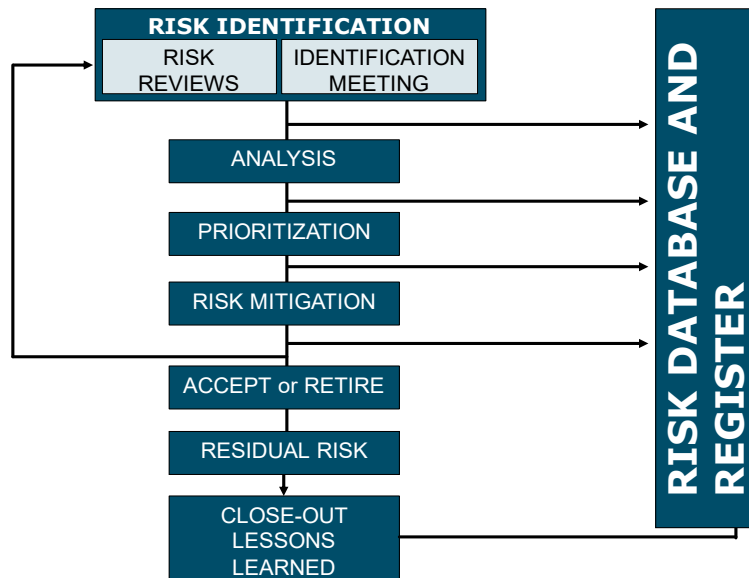 RISK IDENTIFICATION
RISK
REVIEWS
IDENTIFICATION
MEETING
ANALYSIS
PRIORITIZATION
RISK MITIGATION
ACCEPT or RETIRE
RESIDUAL RISK
CLOSE-OUT
LESSONS
LEARNED
RISK DATABASE AND
REGISTER